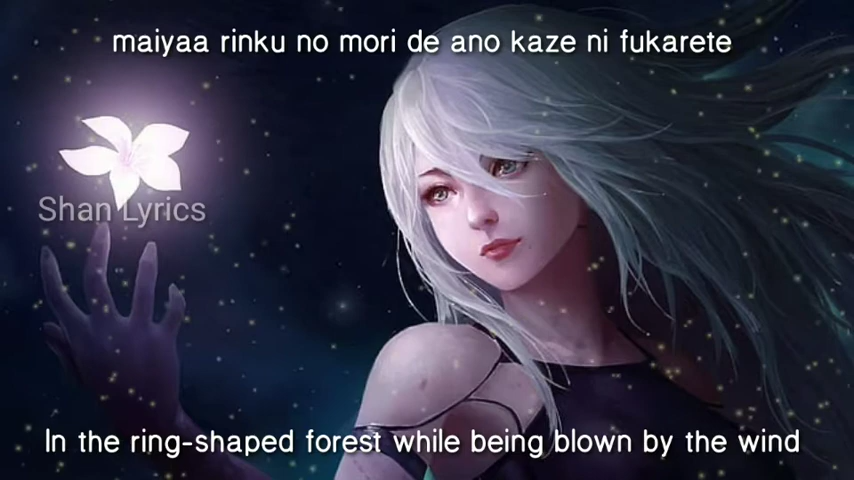 maiyaa rinku no mori de ano kaze ni fukarete
Shan Lyrics
In the ring-shaped forest while being blown by the wind